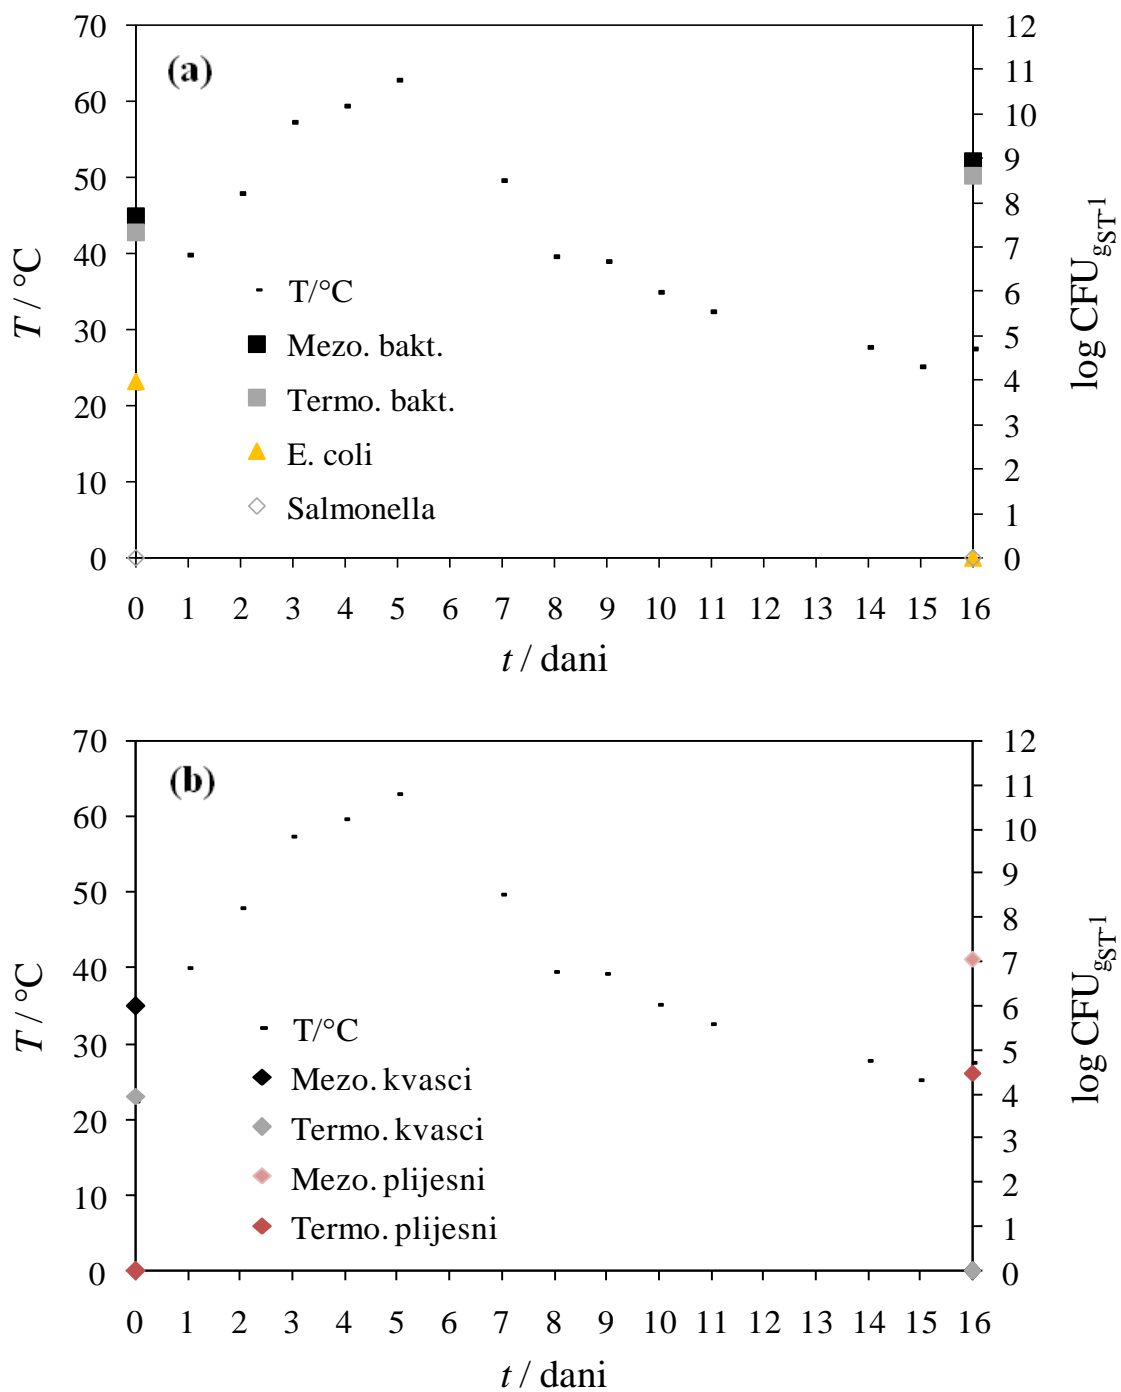 (a)
70
60
50
40
30
20
10
0
T / °C
12
11
10
9
8
7
6
5
4
3
2
1
0
log CFU gST-1
T/°C
Mezo. bakt.
Termo. bakt.
E. coli
Salmonella
0 1 2 3 4 5 6 7 8 9 10 11 12 13 14 15 16
t / dani
(b)
70
60
50
40
30
20
10
0
T / °C
12
11
10
9
8
7
6
5
4
3
2
1
0
log CFU gST-1
T/°C
Mezo. kvasci
Termo. kvasci
Mezo. plijesni
Termo. plijesni
0 1 2 3 4 5 6 7 8 9 10 11 12 13 14 15 16
t / dani